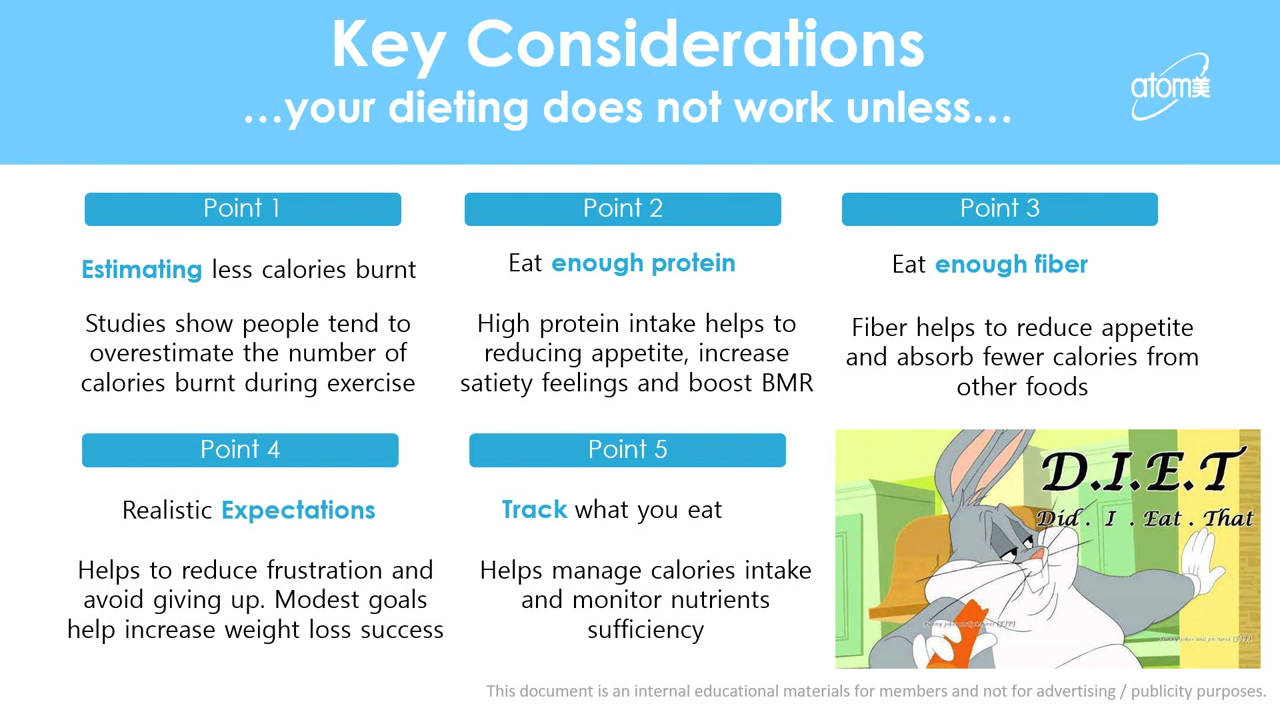 Key Considerations
...your dieting does not work unless...
atom美
Point 1
Estimating less calories burnt
Studies show people tend to
overestimate the number of
calories burnt during exercise
Point 2
Eat enough protein
High protein intake helps to
reducing appetite, increase
satiety feelings and boost BMR
Point 3
Eat enough fiber
Fiber helps to reduce appetite
and absorb fewer calories from
other foods
Point 4
Realistic Expectations
Helps to reduce frustration and
avoid giving up. Modest goals
help increase weight loss success
Point 5
Track what you eat
Helps manage calories intake
and monitor nutrients
sufficiency
D.I.E.T
Did . I . Eat . That
This document is an internal educational materials for members and not for advertising / publicity purposes.